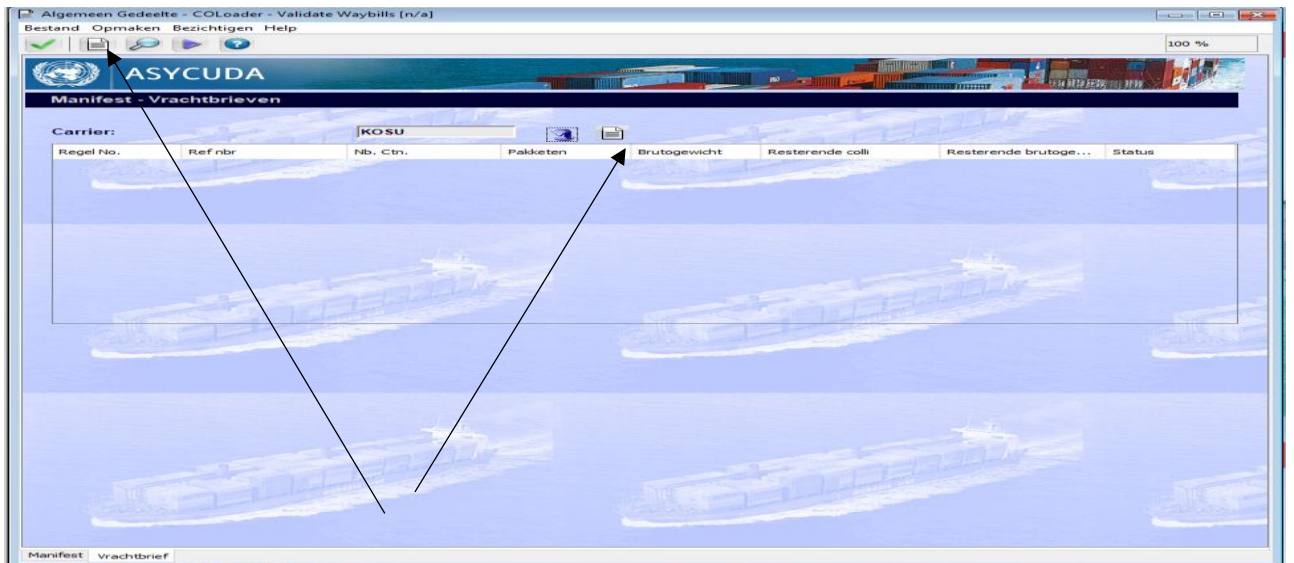 Algemeen Gedeelte - COLoader - Validate Waybills [n/a]
Bestand Opmaken Bezichtigen Help
100 %
ASYCUDA
Manifest - Vrachtbrieven
Carrier: KOSU
Regel No. Ref nbr Nb. Ctn. Pakketen Brutogewicht Resterende colli Resterende brutoge... Status
Manifest Vrachtbrief